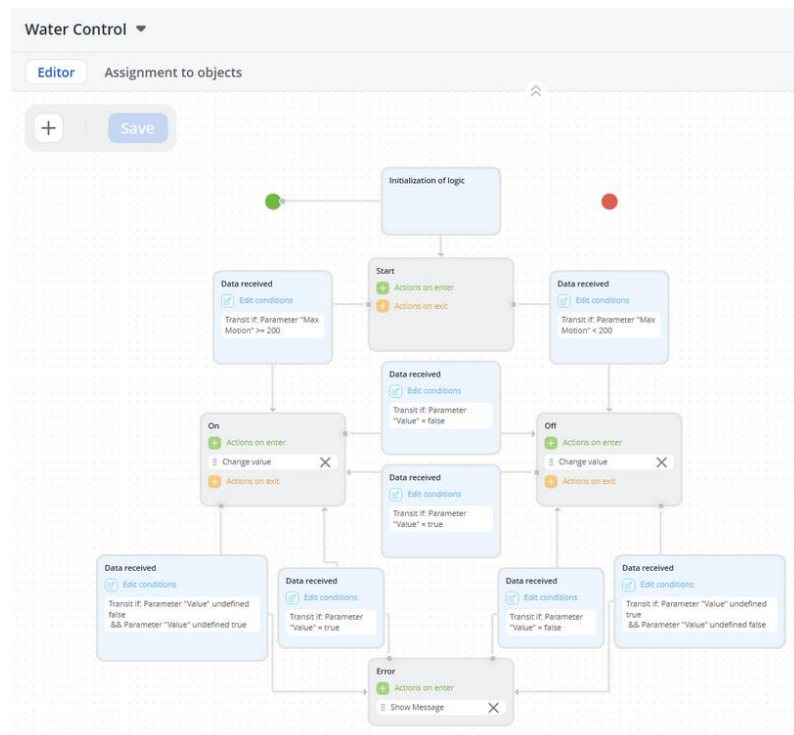 Water Control
Editor
Assignment to objects
Save
Initialization of logic
Start
Actions on enter
Actions on exit
Data received
Edit conditions
Transit if: Parameter "Max
Motion" >= 200
Data received
Edit conditions
Transit if: Parameter "Max
Motion" < 200
Data received
Edit conditions
Transit if: Parameter
"Value" = false
On
Actions on enter
Change value
Actions on exit
Off
Actions on enter
Change value
Actions on exit
Data received
Edit conditions
Transit if: Parameter
"Value" = true
Data received
Edit conditions
Transit if: Parameter "Value" undefined
false
&& Parameter "Value" undefined true
Data received
Edit conditions
Transit if: Parameter
"Value" = true
Data received
Edit conditions
Transit if: Parameter
"Value" = false
Data received
Edit conditions
Transit if: Parameter "Value" undefined
true
&& Parameter "Value" undefined false
Error
Actions on enter
Show Message